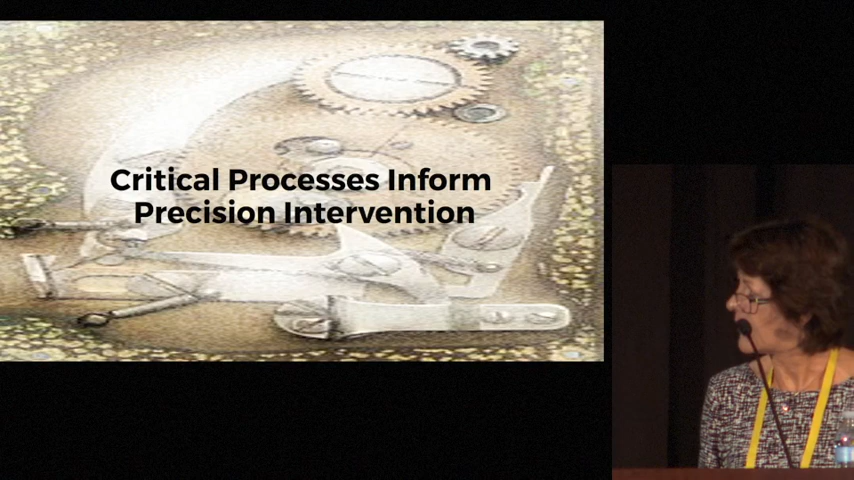 Critical Processes Inform
Precision Intervention